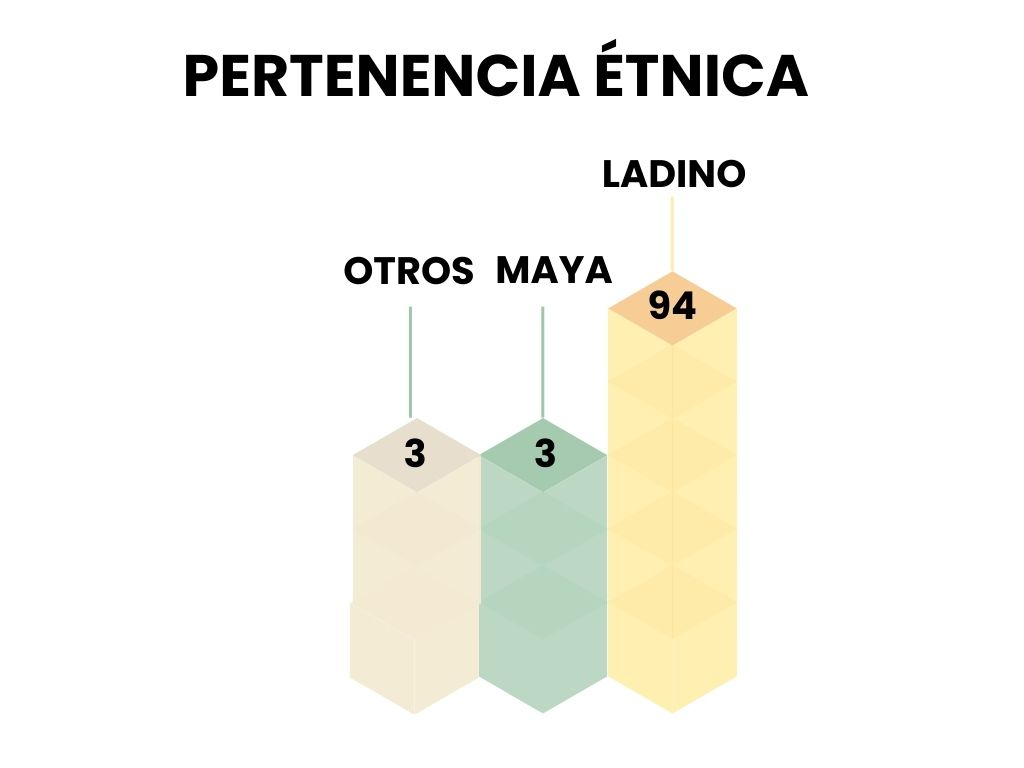 PERTENENCIA ÉTNICA
LADINO
OTROS MAYA
94
3 3